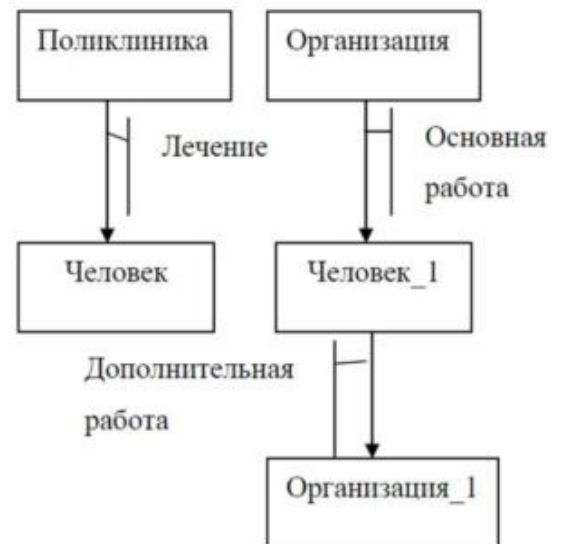 Поликлиника
Организация
Лечение
Основная
работа
Человек
Человек_1
Дополнительная
работа
Организация_1